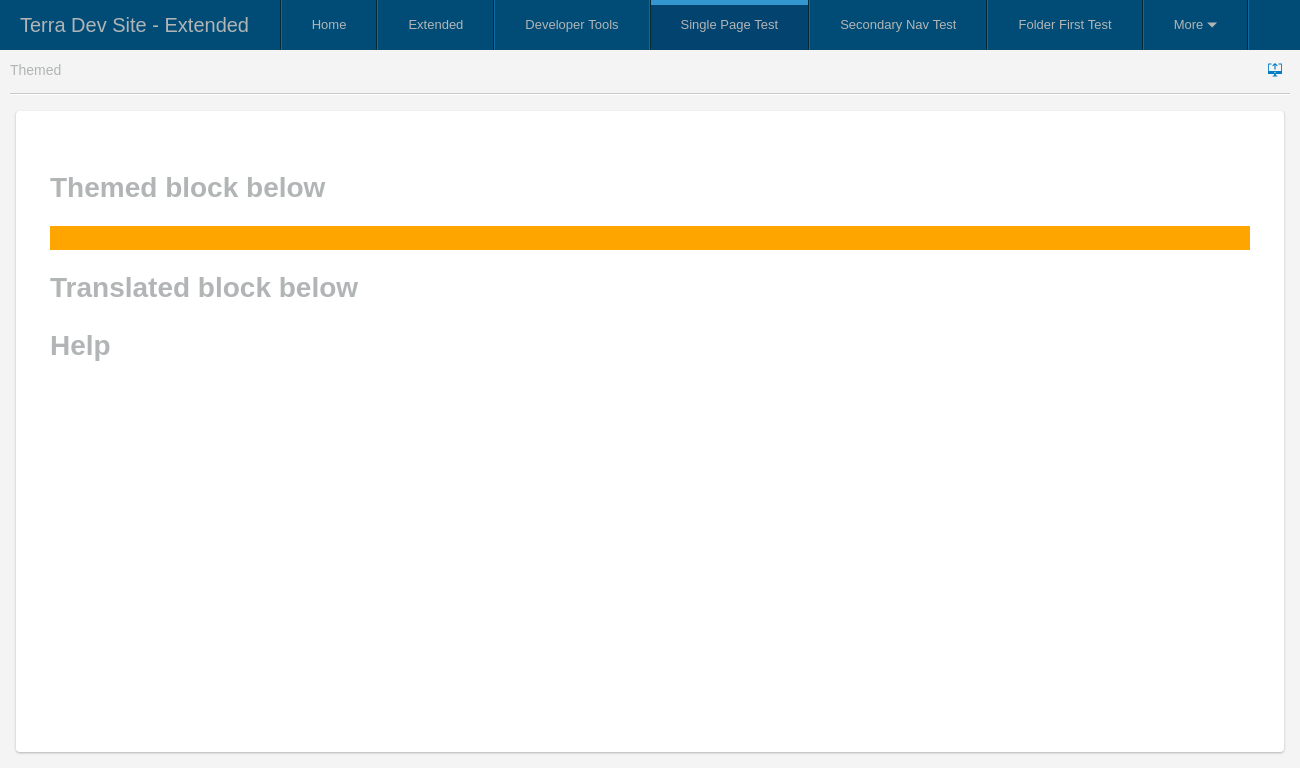 Terra Dev Site - Extended Home Extended Developer Tools Single Page Test Secondary Nav Test Folder First Test More
Themed
Themed block below
Translated block below
Help